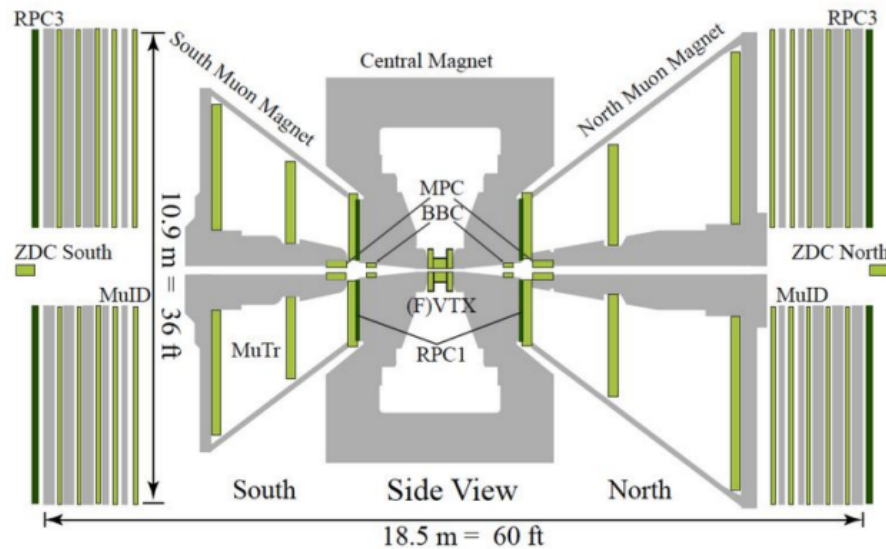 RPC3
RPC3
South Muon Magnet
Central Magnet
North Muon Magnet
MPC
BBC
10.9 m = 36 ft
ZDC South
ZDC North
MuID
(F)VTX
MuID
MuTr
RPC1
South
Side View
North
18.5 m = 60 ft